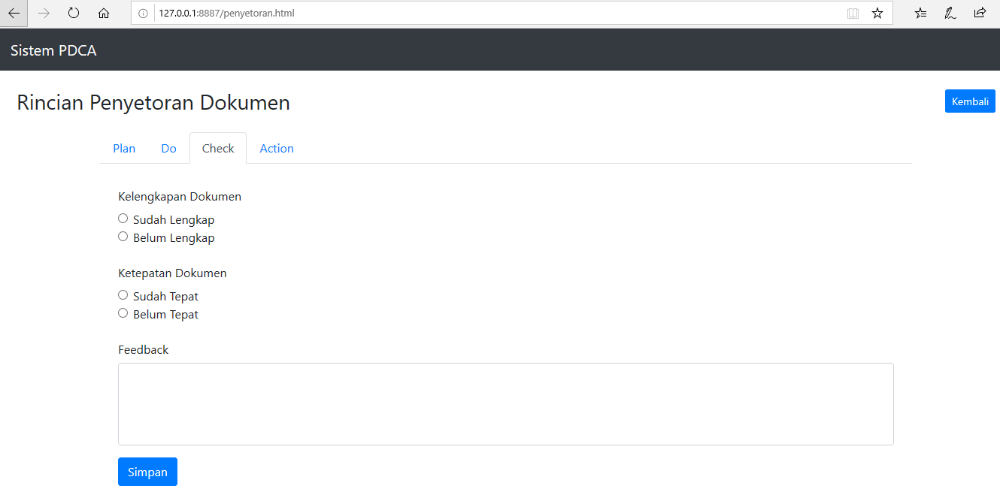 127.0.0.1:8887/penyetoran.html
Sistem PDCA
Rincian Penyetoran Dokumen
Kembali
Plan Do Check Action
Kelengkapan Dokumen
Sudah Lengkap
Belum Lengkap
Ketepatan Dokumen
Sudah Tepat
Belum Tepat
Feedback
Simpan